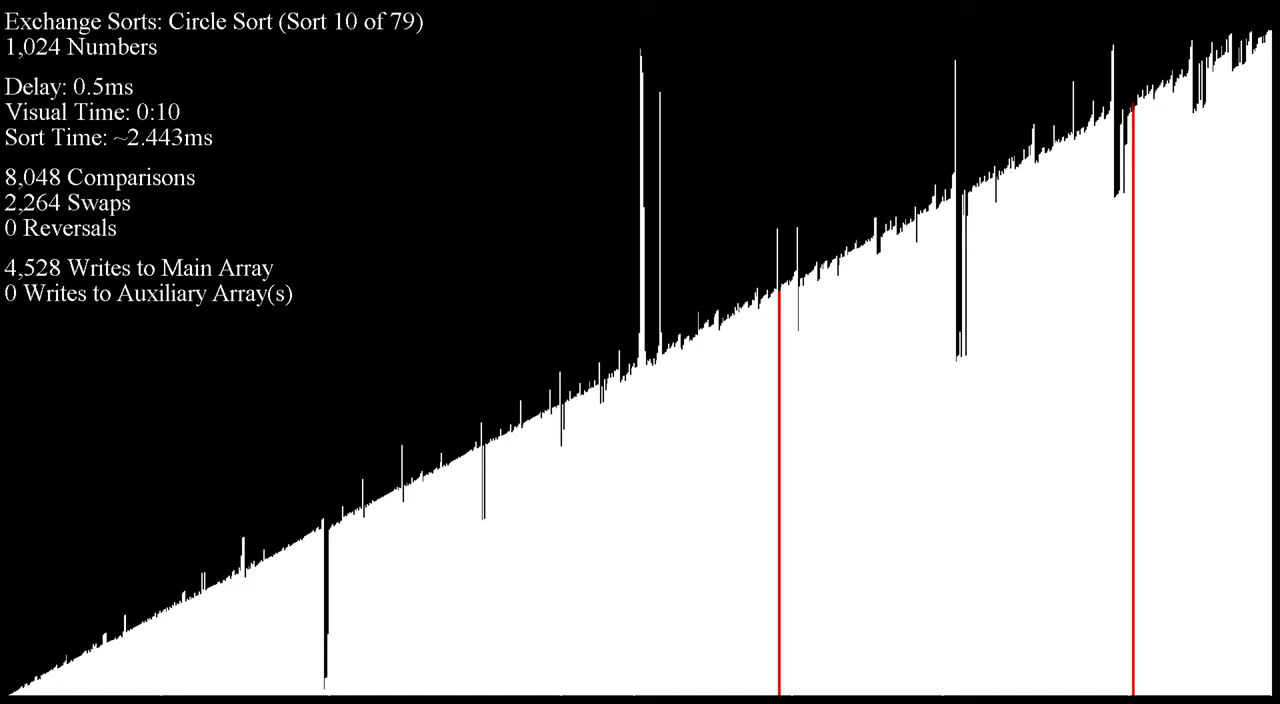 Exchange Sorts: Circle Sort (Sort 10 of 79)
1,024 Numbers
Delay: 0.5ms
Visual Time: 0:10
Sort Time: ~2.443ms
8,048 Comparisons
2,264 Swaps
0 Reversals
4,528 Writes to Main Array
0 Writes to Auxiliary Array(s)